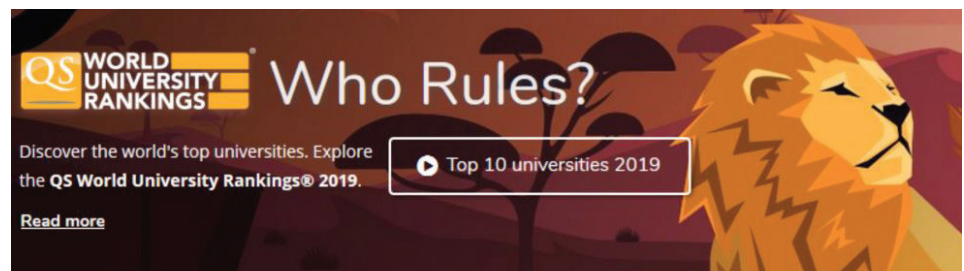 QS WORLD
UNIVERSITY
RANKINGS
®
Who Rules?
Discover the world's top universities. Explore
the QS World University Rankings® 2019.
Top 10 universities 2019
Read more